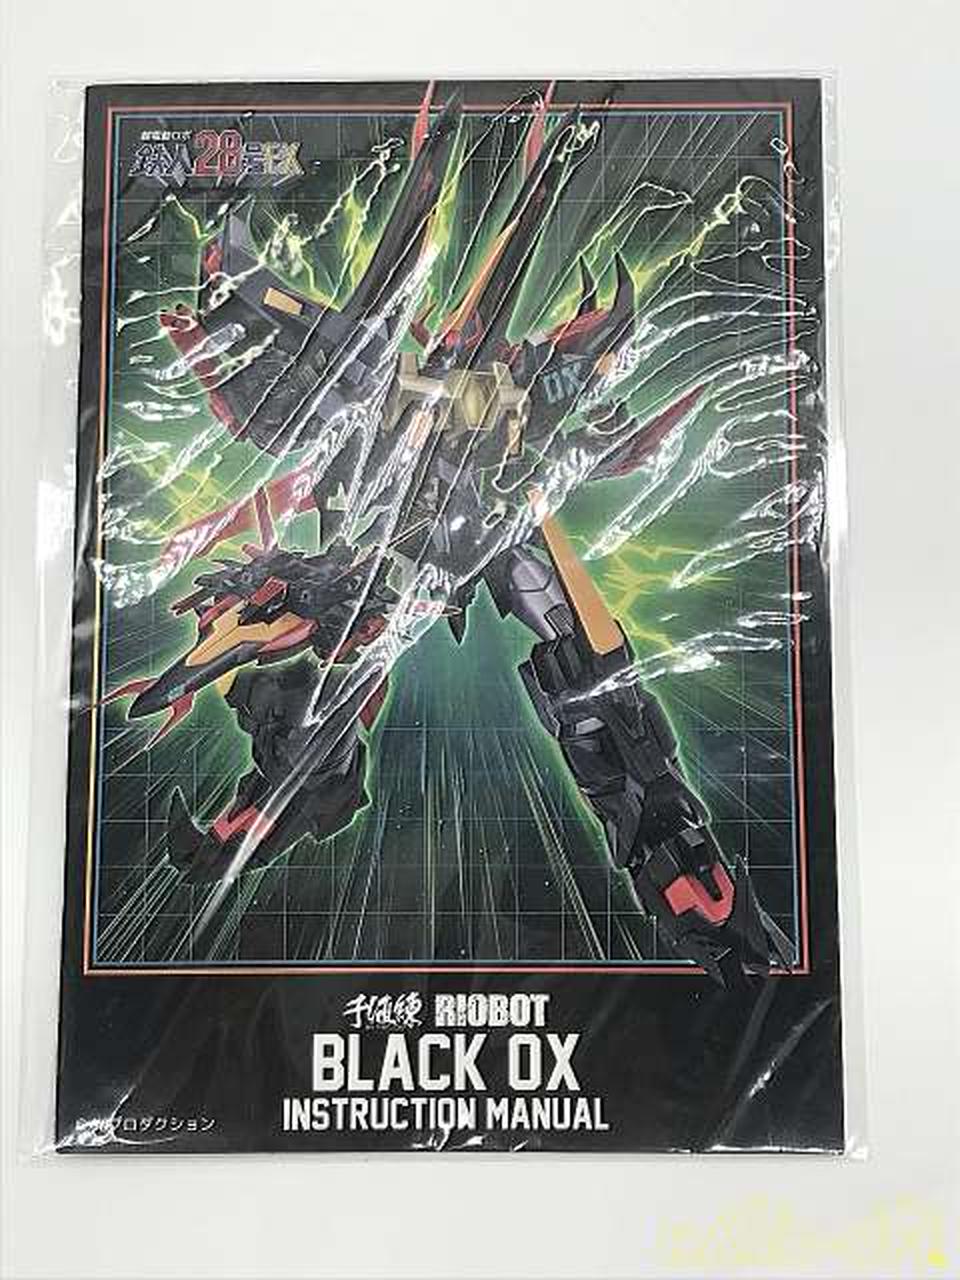 超電動ロボ
鉄人28号FX
千値練 RIOBOT
BLACK OX
INSTRUCTION MANUAL
プロダクション
OX